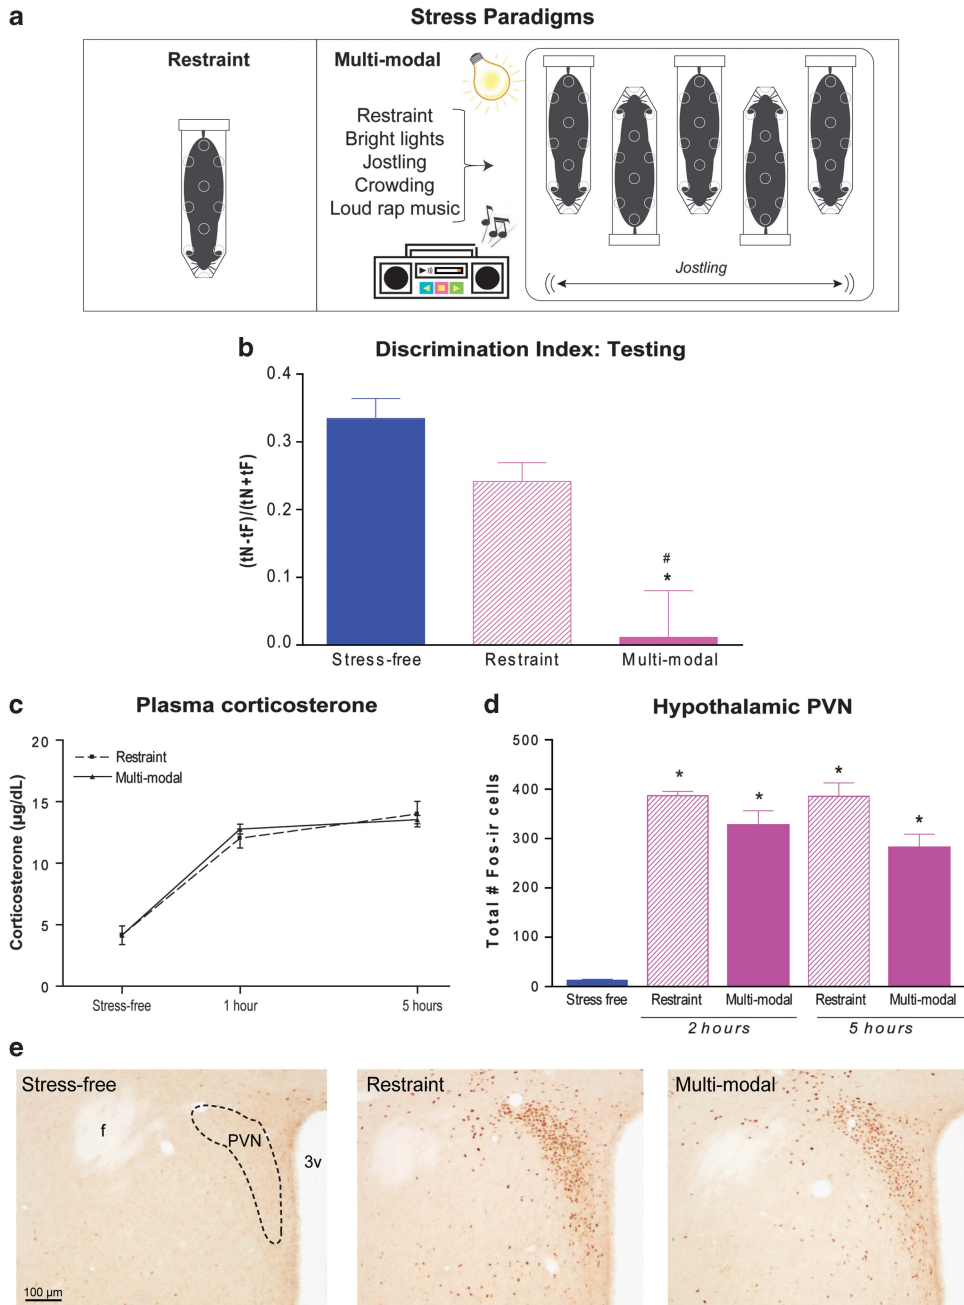 a
Stress Paradigms
Restraint
Multi-modal
Restraint
Bright lights
Jostling
Crowding
Loud rap music
Jostling
b
Discrimination Index: Testing
(tN-tF)/(tN+tF)
0.4
0.3
0.2
0.1
0.0
#
*
Stress-free Restraint Multi-modal
c
Plasma corticosterone
Corticosterone (μg/dL)
20
15
10
5
0
Restraint
Multi-modal
Stress-free 1 hour 5 hours
d
Hypothalamic PVN
Total # Fos-ir cells
500
400
300
200
100
0
* * * *
Stress free Restraint Multi-modal Restraint Multi-modal
2 hours 5 hours
e
Stress-free
f
PVN
3v
100 μm
Restraint
Multi-modal